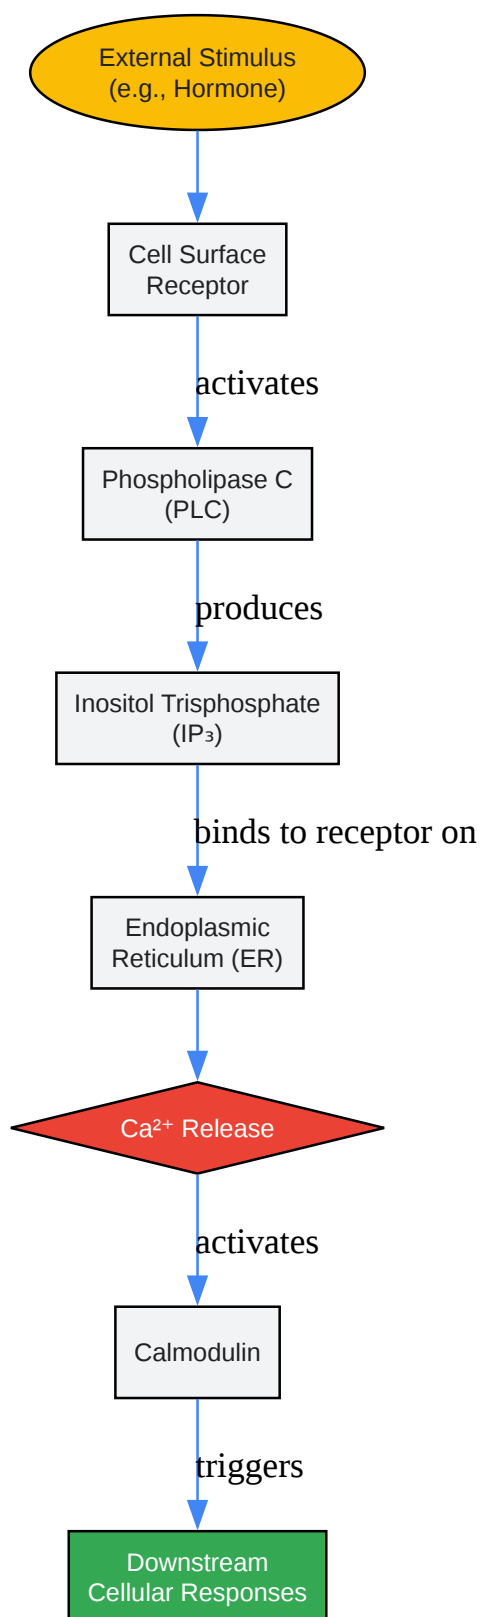 External Stimulus
(e.g., Hormone)
Cell Surface
Receptor
activates
Phospholipase C
(PLC)
produces
Inositol Trisphosphate
(IP₃)
binds to receptor on
Endoplasmic
Reticulum (ER)
Ca²⁺ Release
activates
Calmodulin
triggers
Downstream
Cellular Responses